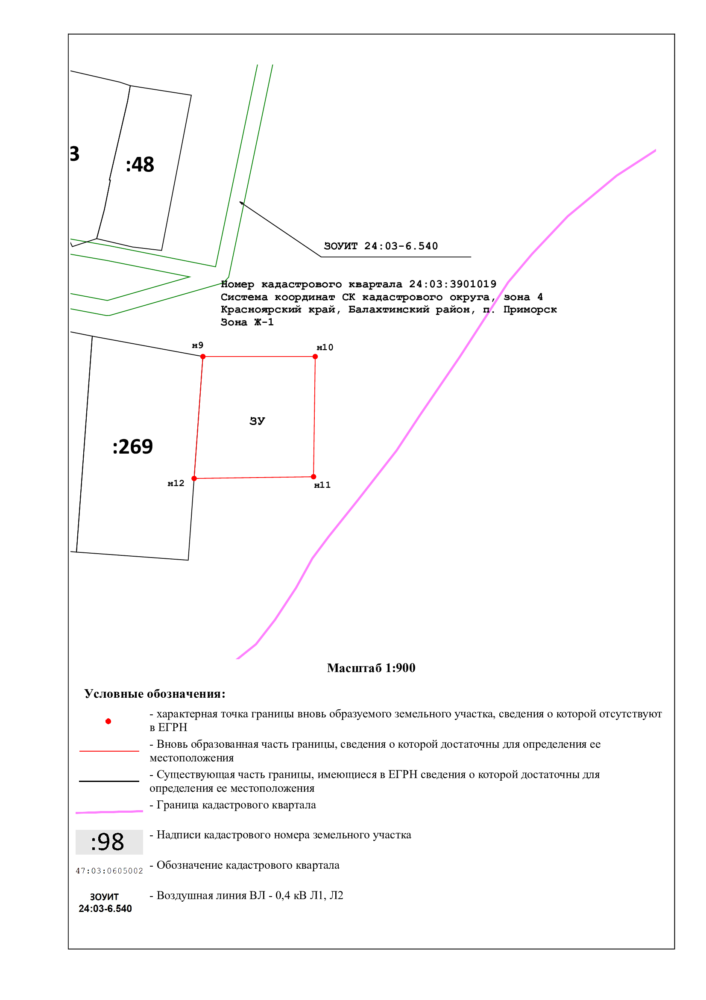 3
:48
ЗОУИТ 24:03-6.540
Номер кадастрового квартала 24:03:3901019
Система координат СК кадастрового округа, зона 4
Красноярский край, Балахтинский район, п. Приморск
Зона Ж-1
н9
н10
ЗУ
:269
н12
н11
Масштаб 1:900
Условные обозначения:
- характерная точка границы вновь образуемого земельного участка, сведения о которой отсутствуют
в ЕГРН
- Вновь образованная часть границы, сведения о которой достаточны для определения ее
местоположения
- Существующая часть границы, имеющиеся в ЕГРН сведения о которой достаточны для
определения ее местоположения
- Граница кадастрового квартала
:98
- Надписи кадастрового номера земельного участка
47:03:0605002
- Обозначение кадастрового квартала
ЗОУИТ
24:03-6.540
- Воздушная линия ВЛ - 0,4 кВ Л1, Л2